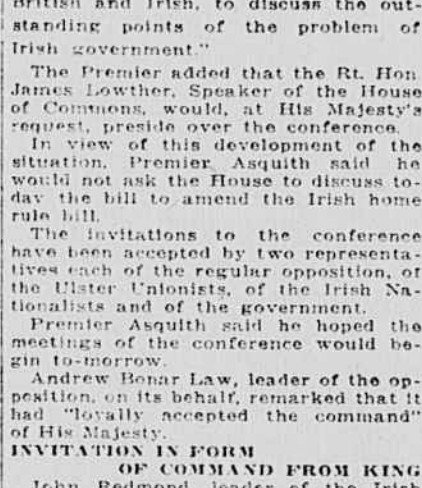 British and Irish, to discuss the out-
standing points of the problem of
Irish government."
The Premier added that the Rt. Hon.
James Lowther, Speaker of the House
of Commons, would, at His Majesty's
request, preside over the conference.
In view of this development of the
situation, Premier Asquith said he
would not ask the House to discuss to-
day the bill to amend the Irish home
rule bill.
The invitations to the conference
have been accepted by two representa-
tives each of the regular opposition, of
the Ulster Unionists, of the Irish Na-
tionalists and of the government.
Premier Asquith said he hoped the
meetings of the conference would be-
gin to-morrow.
Andrew Bonar Law, leader of the op-
position, on its behalf, remarked that it
had "loyally accepted the command"
of His Majesty.
INVITATION IN FORM
OF COMMAND FROM KING
John Redmond, leader of the Irish